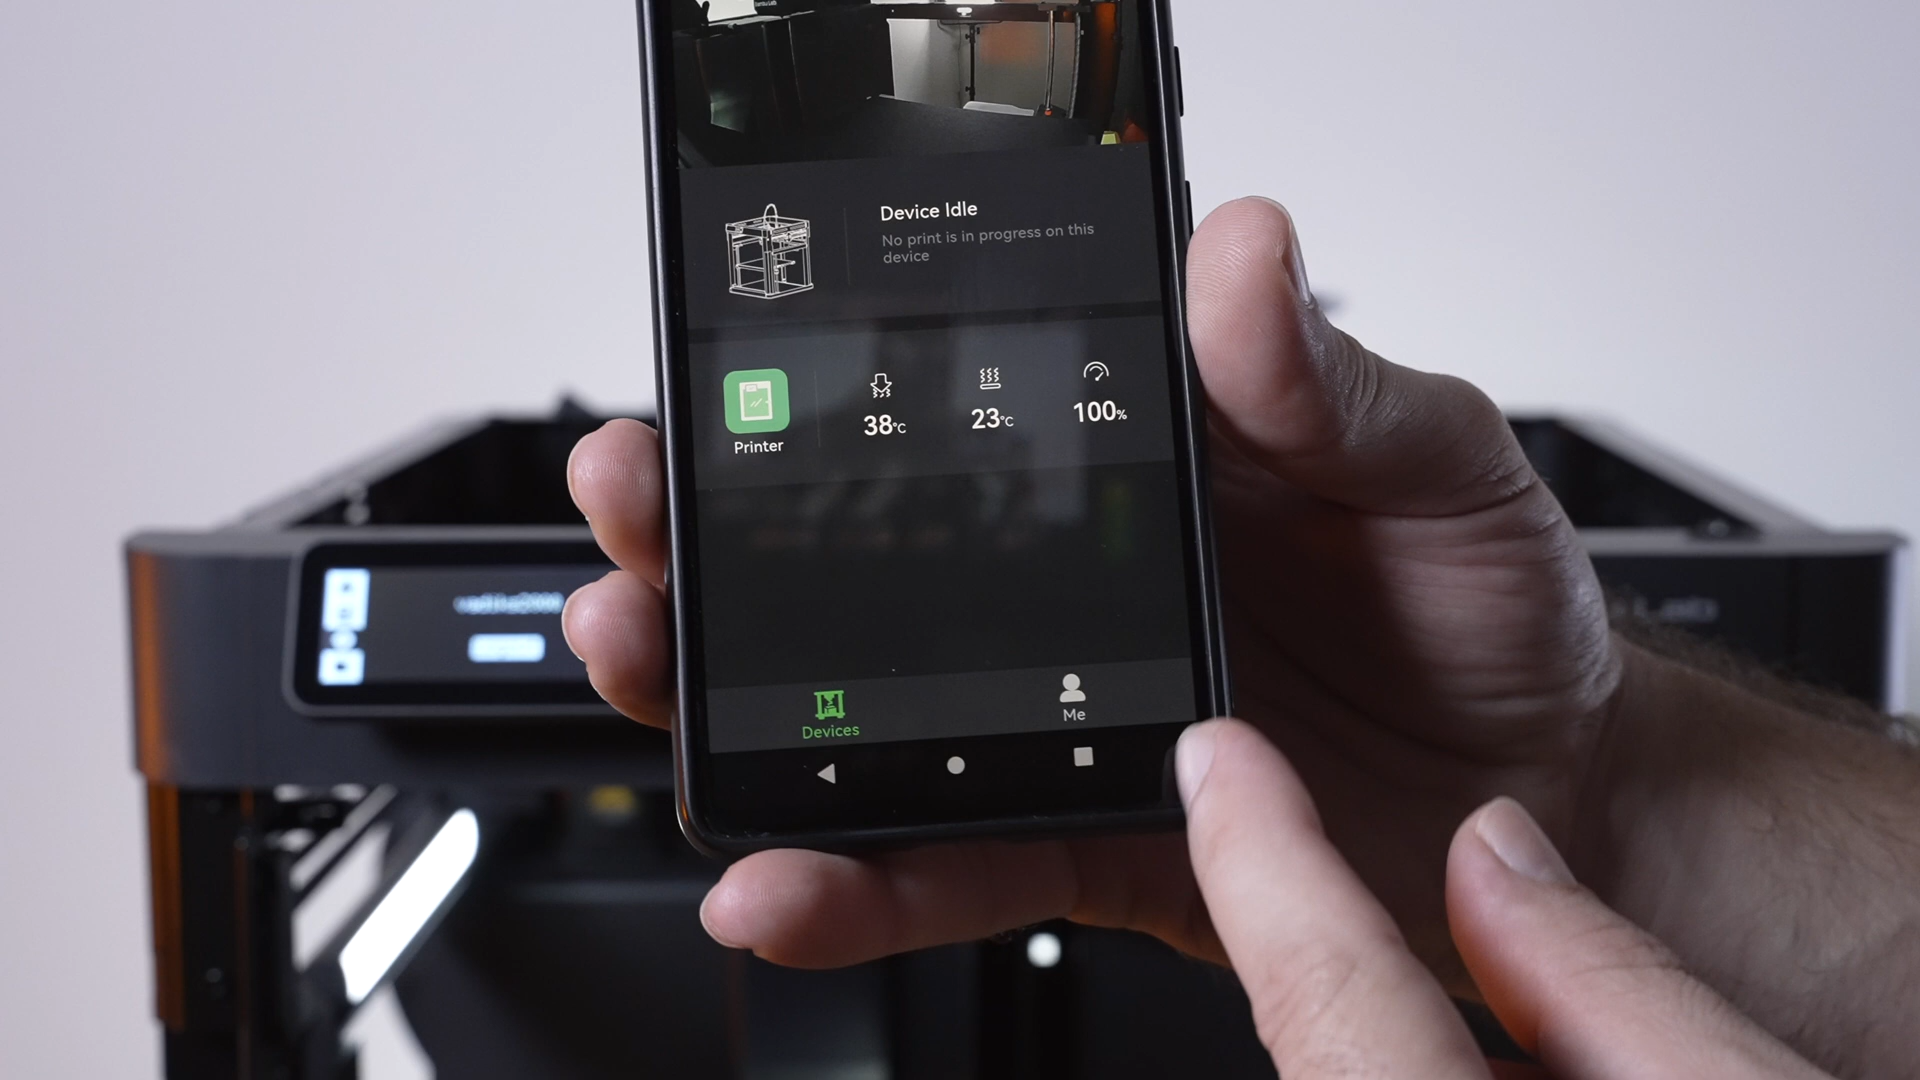 Device Idle
No print is in progress on this
device
38°C
23°C
100%
Printer
Devices
Me